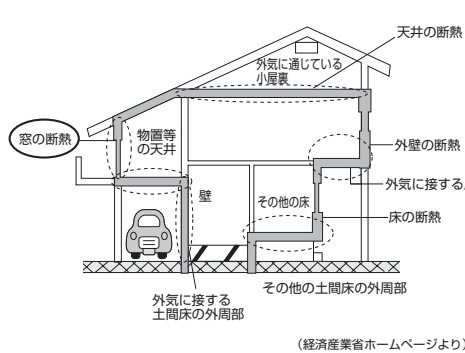 天井の断熱
外気に通じている
小屋裏
窓の断熱
物置等
の天井
外壁の断熱
外気に接する
壁
その他の床
床の断熱
その他の土間床の外周部
外気に接する
土間床の外周部
（経済産業省ホームページより）